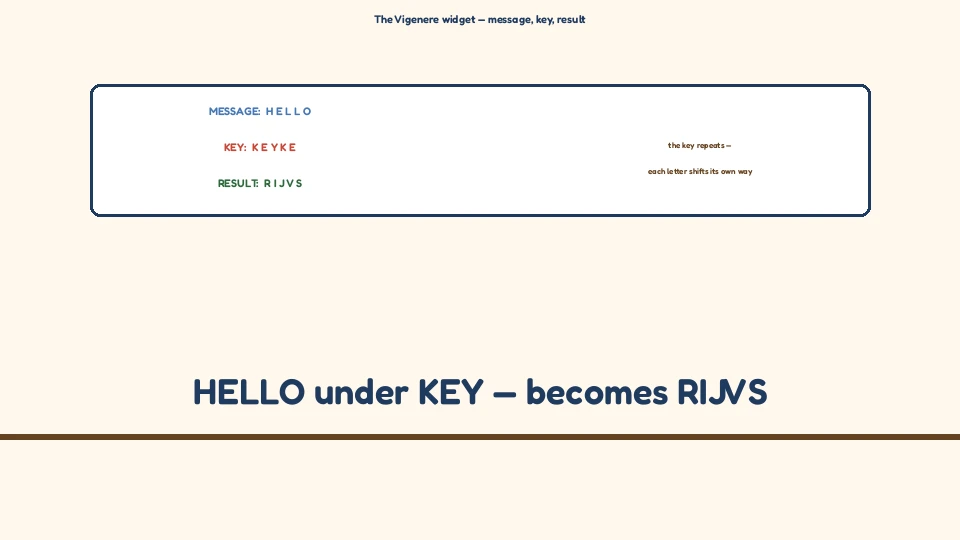 The Vigenere widget — message, key, result
MESSAGE: H E L L O
KEY: K E Y K E
the key repeats —
each letter shifts its own way
RESULT: R I J V S
HELLO under KEY — becomes RIJVS